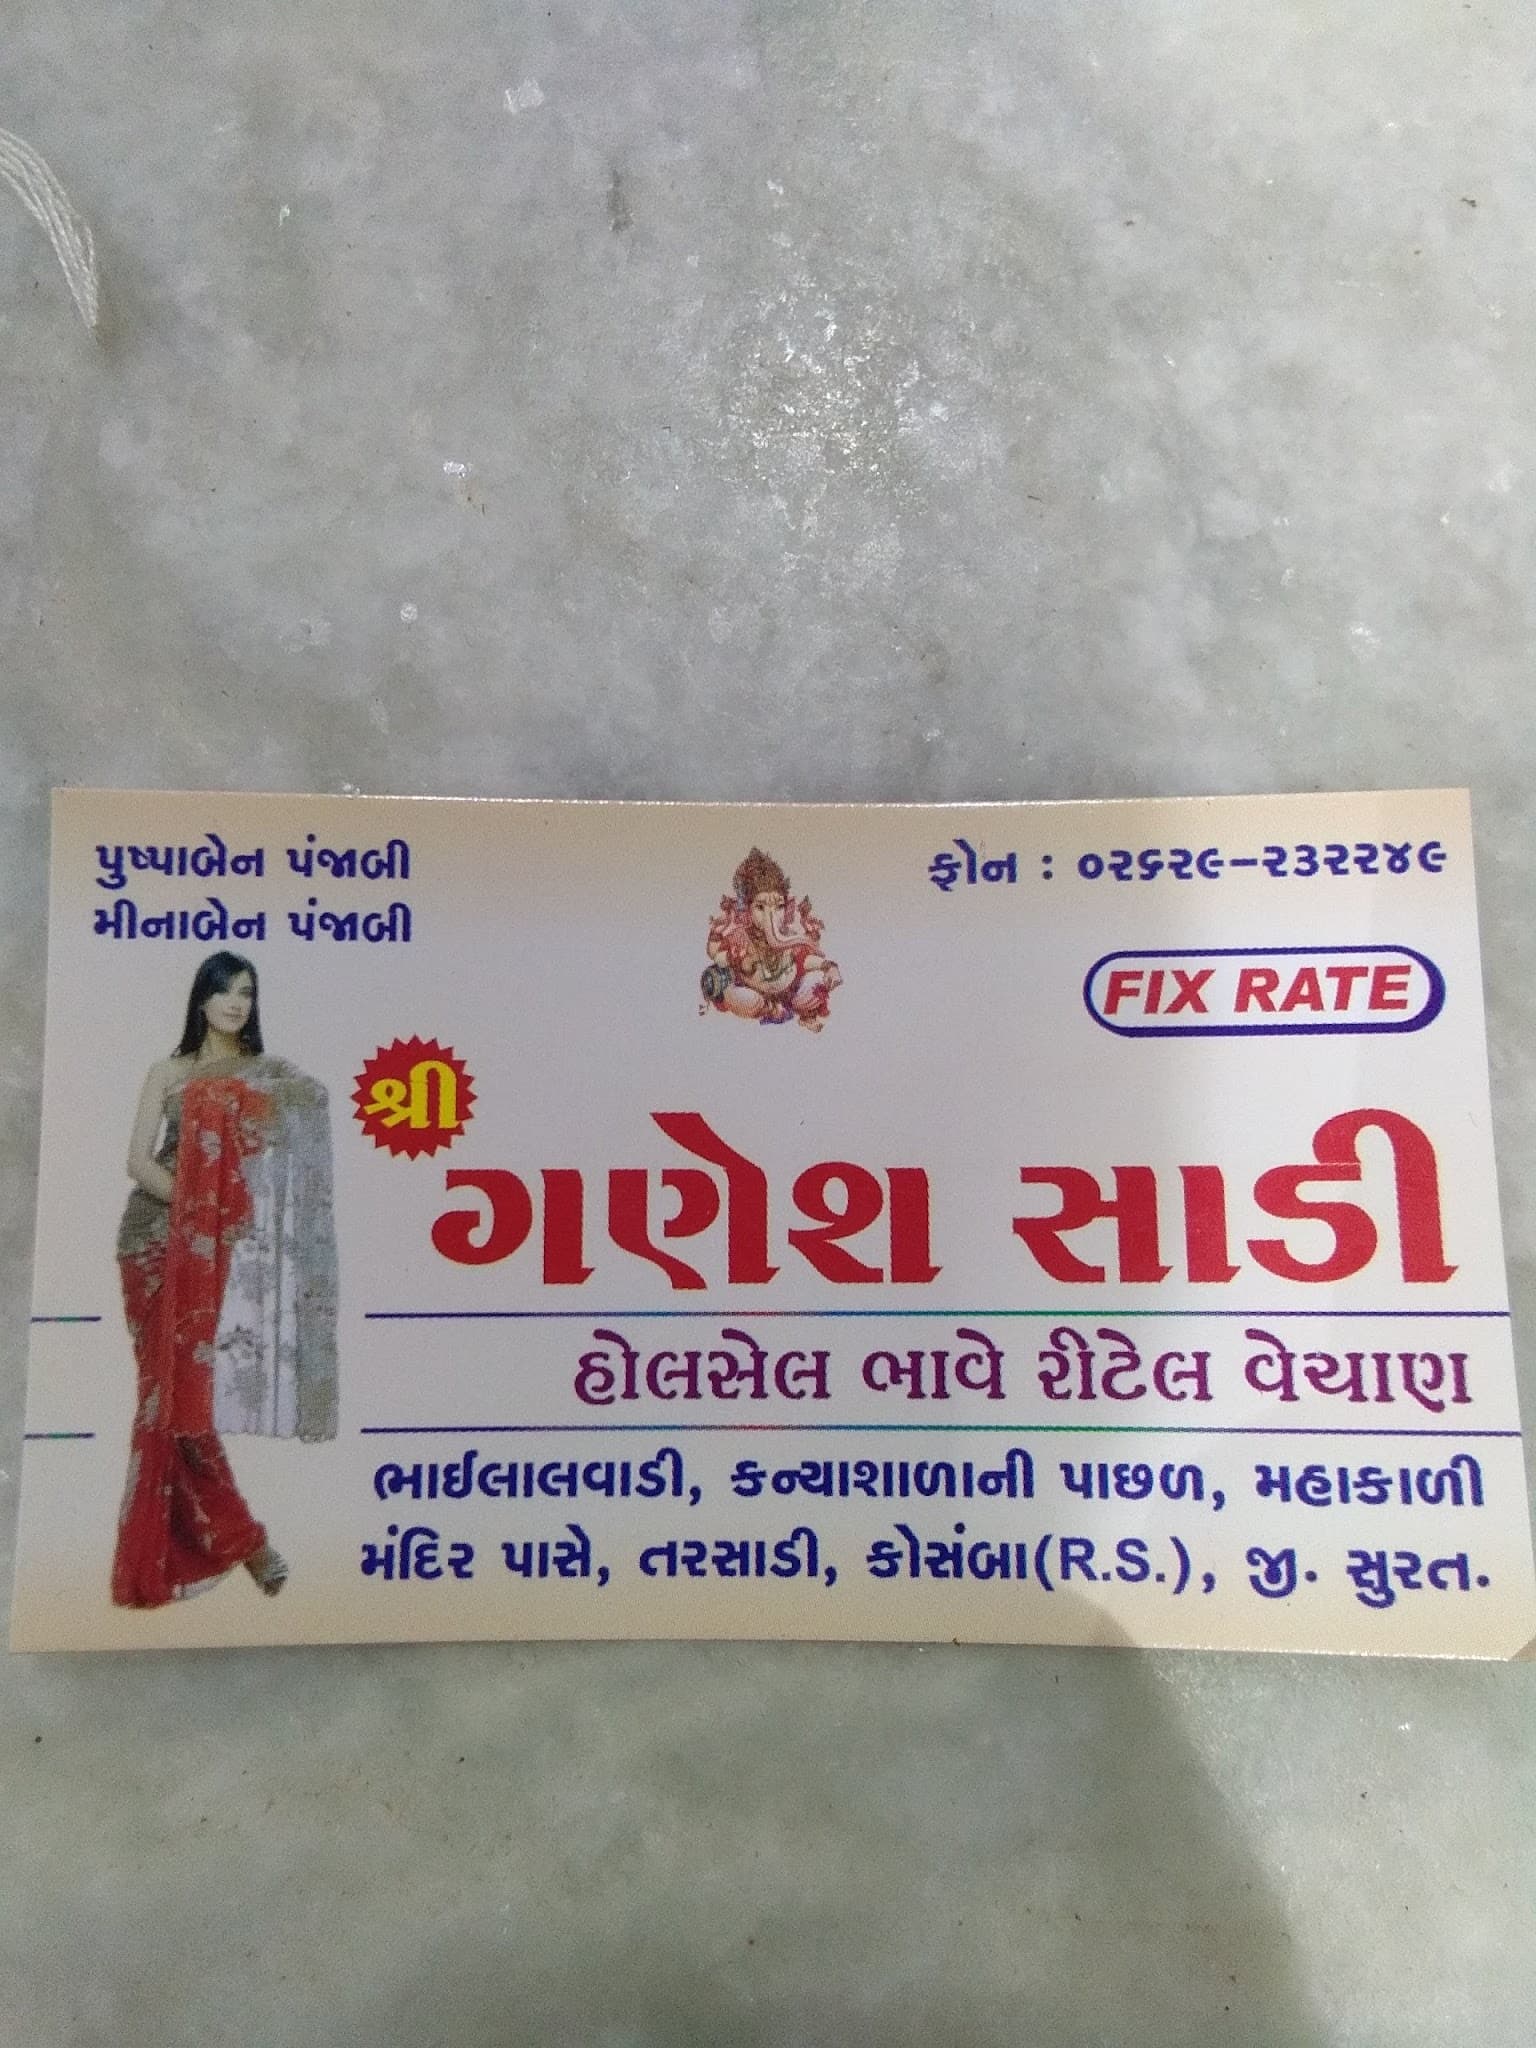 પુષ્પાબેન પંજાબી
મીનાબેન પંજાબી
ફોન : ૦૨૬૨૯-૨૩૨૨૪૯
FIX RATE
શ્રી
ગણેશ સાડી
હોલસેલ ભાવે રીટેલ વેચાણ
ભાઈલાલવાડી, કન્યાશાળાની પાછળ, મહાકાળી
મંદિર પાસે, તરસાડી, કોસંબા(R.S.), જી. સુરત.